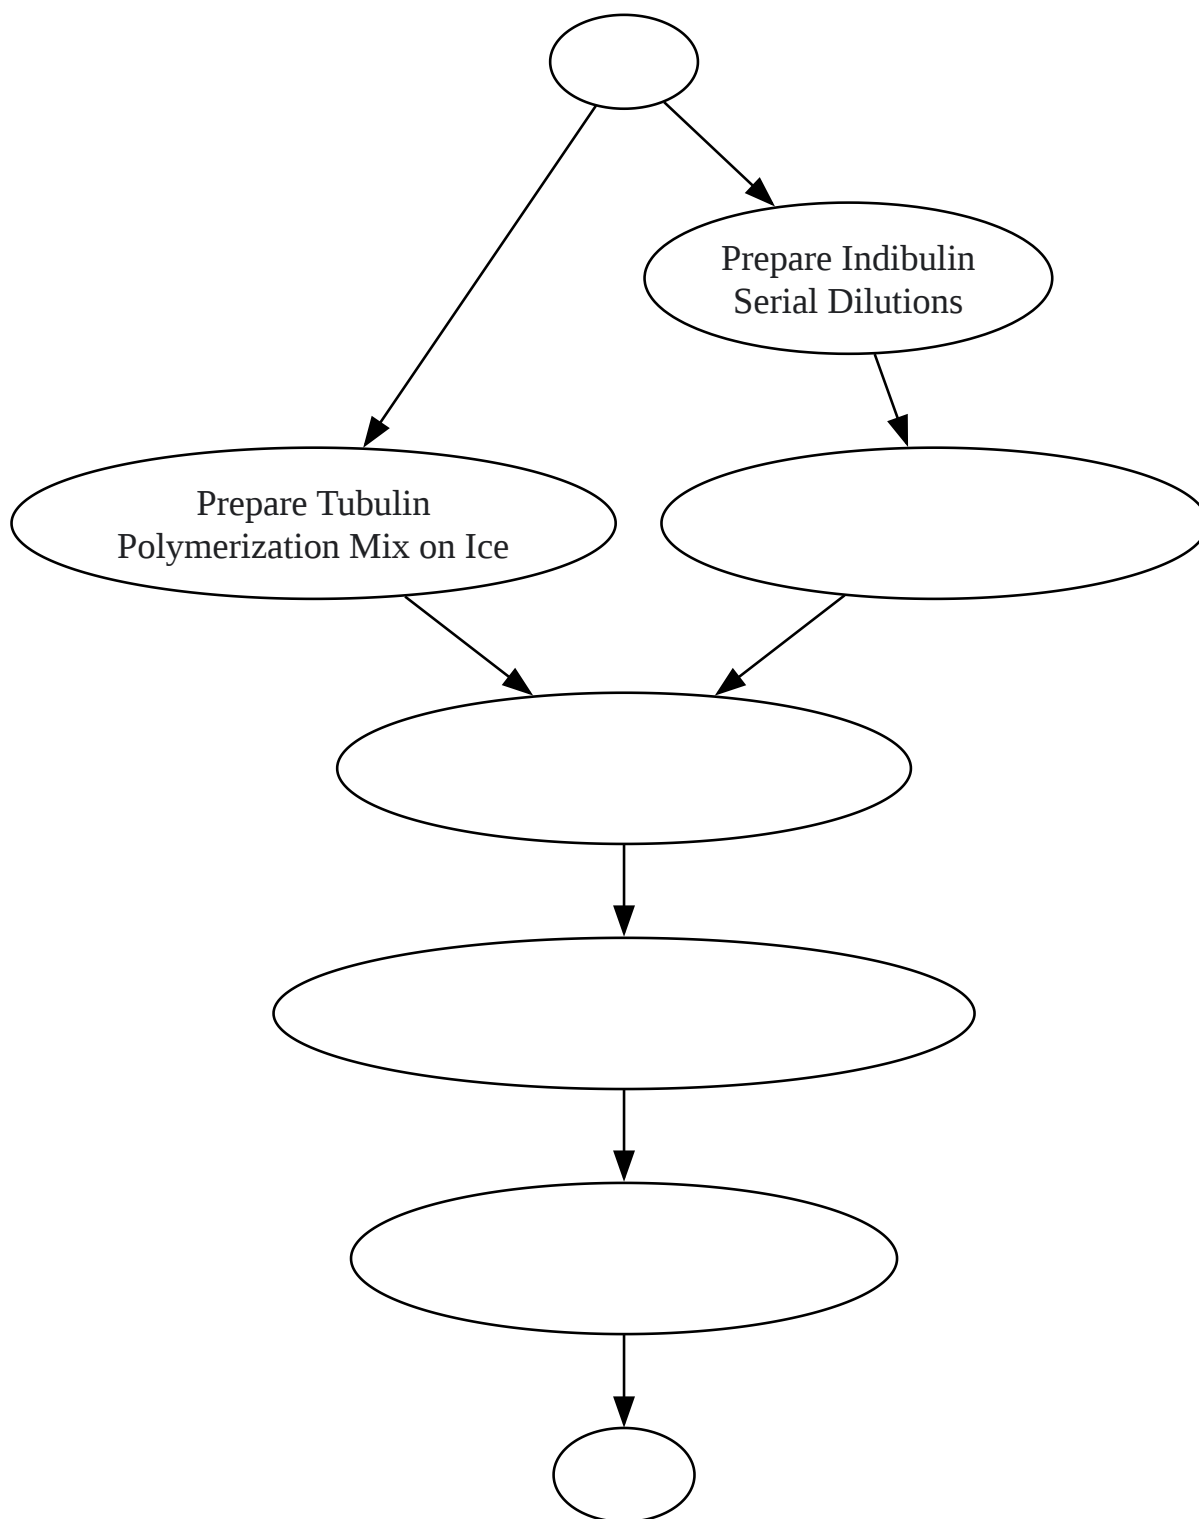 Prepare Indibulin
Serial Dilutions
Prepare Tubulin
Polymerization Mix on Ice